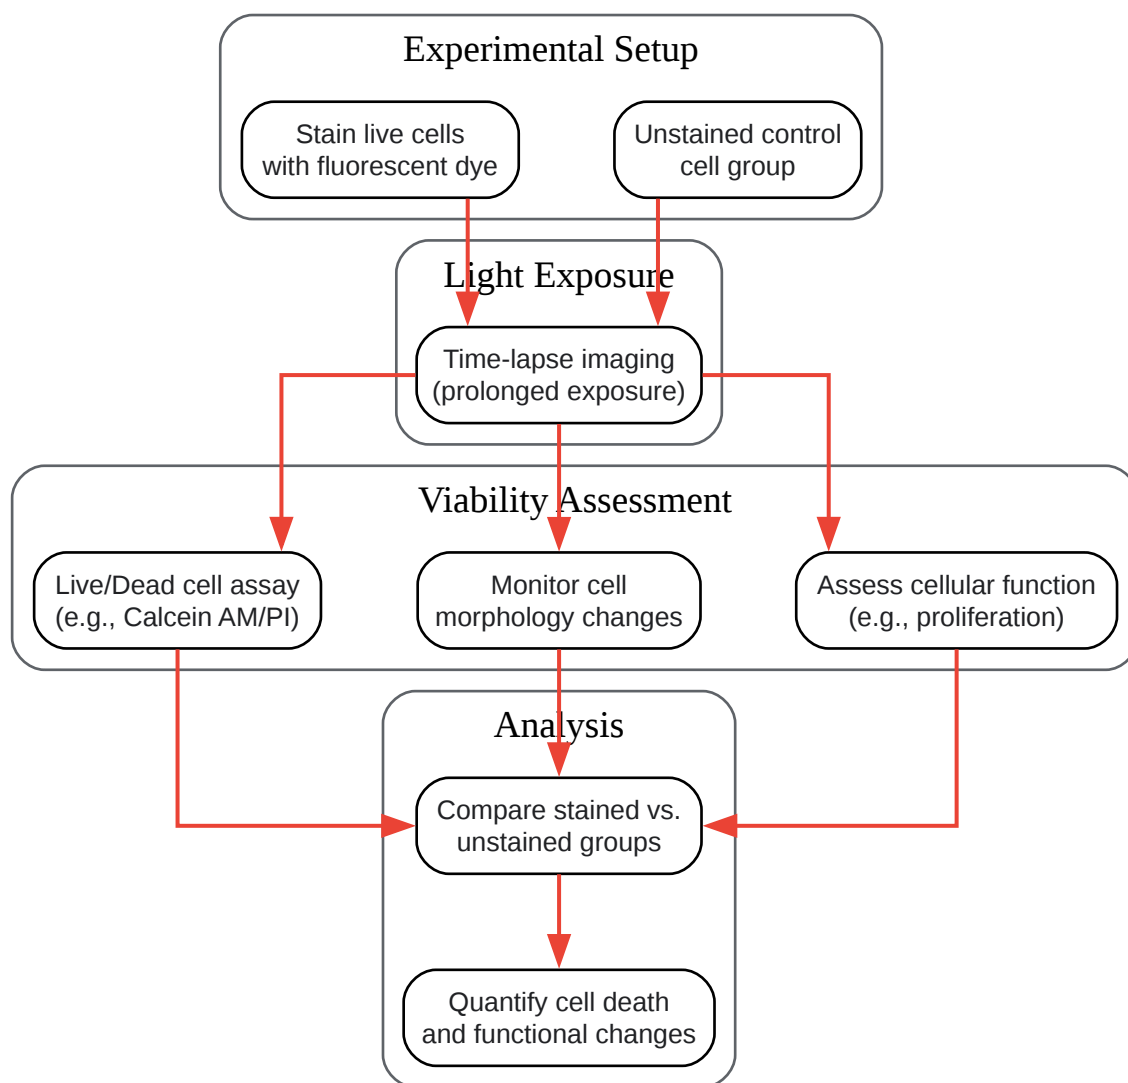 Experimental Setup
Stain live cells
with fluorescent dye
Unstained control
cell group
Light Exposure
Time-lapse imaging
(prolonged exposure)
Viability Assessment
Live/Dead cell assay
(e.g., Calcein AM/PI)
Monitor cell
morphology changes
Assess cellular function
(e.g., proliferation)
Analysis
Compare stained vs.
unstained groups
Quantify cell death
and functional changes